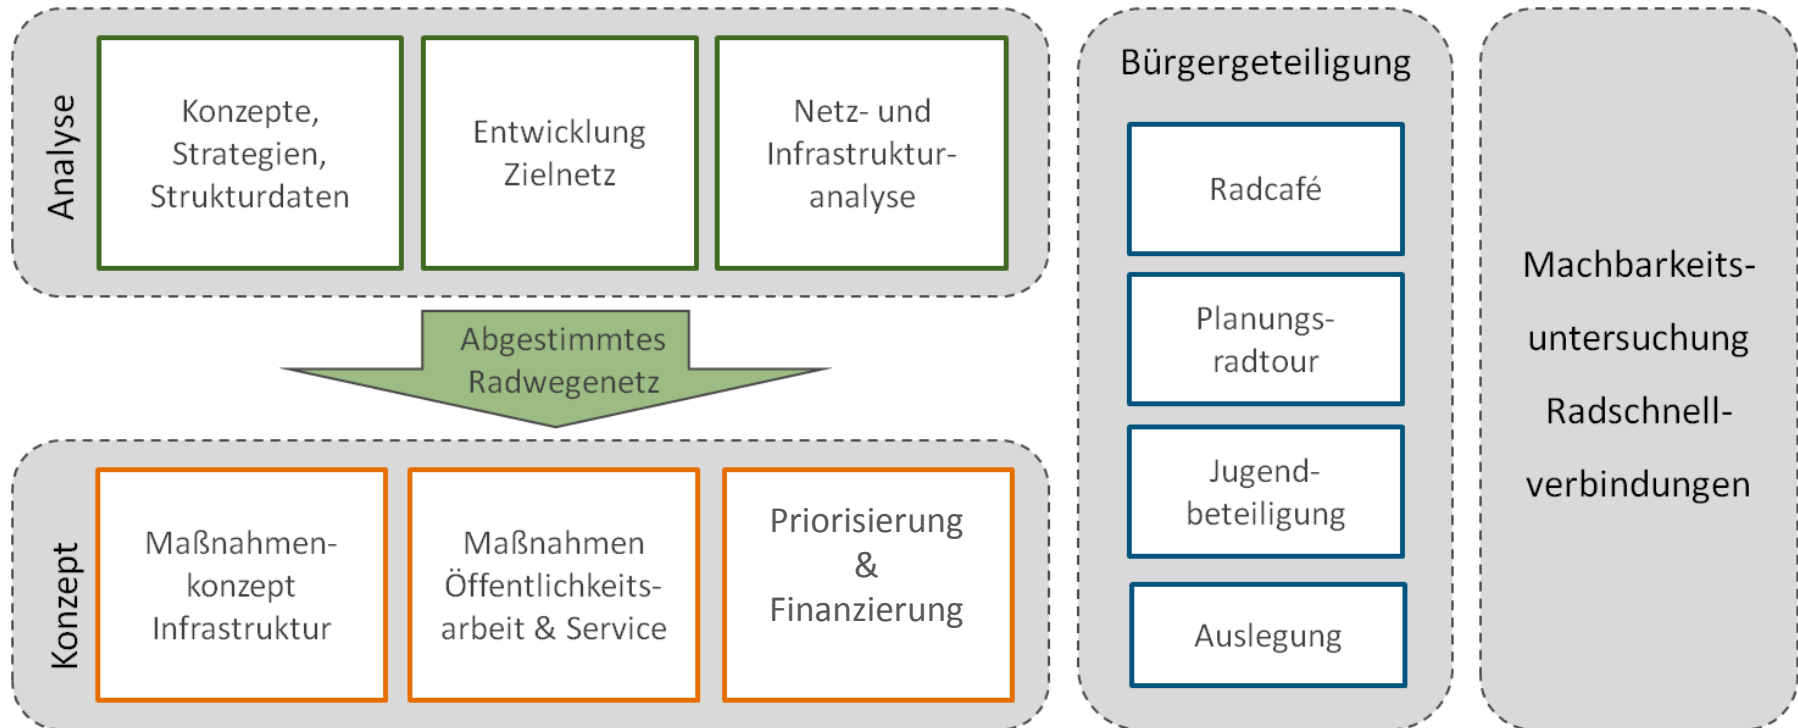 Analyse
Konzepte,
Strategien,
Strukturdaten
Entwicklung
Zielnetz
Netz- und
Infrastruktur-
analyse
Abgestimmtes
Radwegenetz
Konzept
Maßnahmen-
konzept
Infrastruktur
Maßnahmen
Öffentlichkeits-
arbeit & Service
Priorisierung
&
Finanzierung
Bürgergeteiligung
Radcafé
Planungs-
radtour
Jugend-
beteiligung
Auslegung
Machbarkeits-
untersuchung
Radschnell-
verbindungen